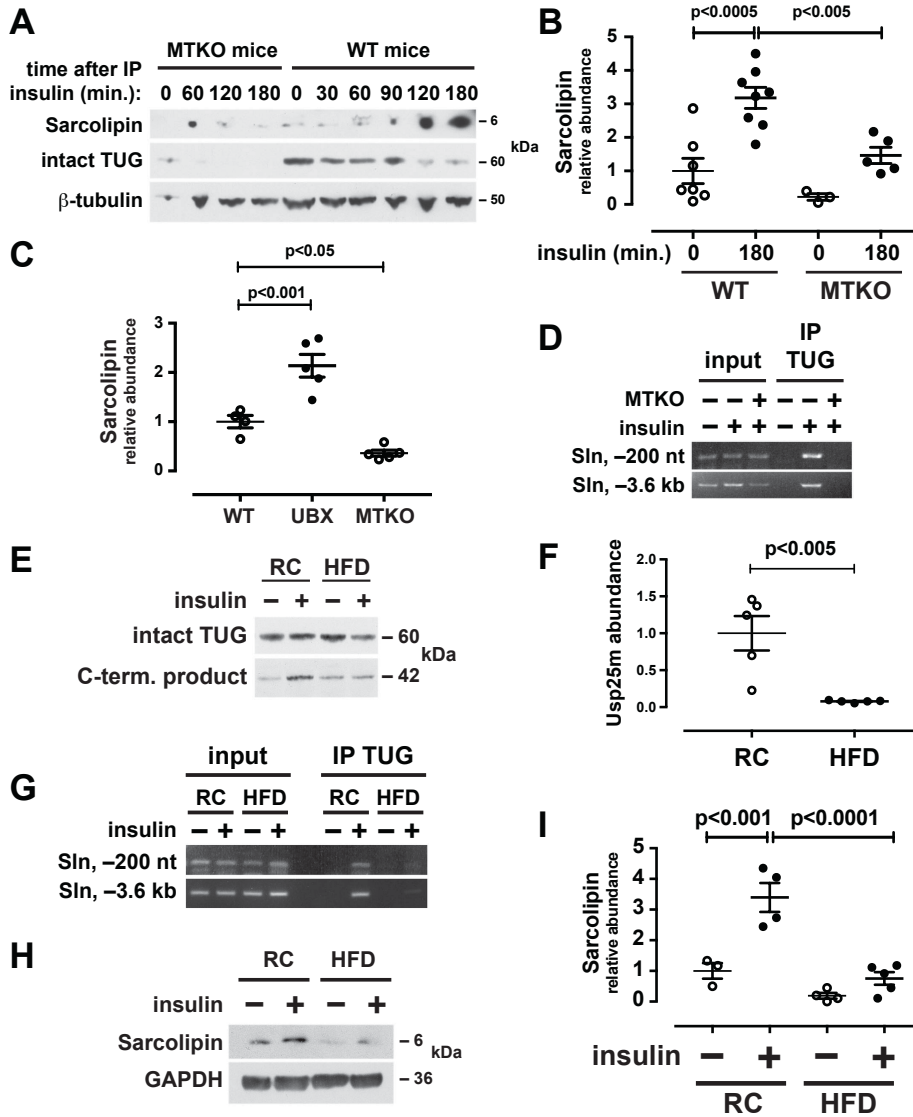 A
MTKO mice WT mice
time after IP
insulin (min.): 0 60 120 180 0 30 60 90 120 180
Sarcolipin – 6
kDa
intact TUG – 60
β-tubulin – 50
B
p<0.0005 p<0.005
Sarcolipin
relative abundance
5
4
3
2
1
0
insulin (min.) 0 180 0 180
WT MTKO
C
p<0.05
p<0.001
Sarcolipin
relative abundance
3
2
1
0
WT UBX MTKO
D
input IP TUG
MTKO – – + – – +
insulin – + + – + +
Sln, –200 nt
Sln, –3.6 kb
E
RC HFD
insulin – + – +
intact TUG – 60
kDa
C-term. product – 42
F
p<0.005
Usp25m abundance
2.0
1.5
1.0
0.5
0.0
RC HFD
G
input IP TUG
RC HFD RC HFD
insulin – + – + – + – +
Sln, –200 nt
Sln, –3.6 kb
H
RC HFD
insulin – + – +
Sarcolipin – 6
kDa
GAPDH – 36
I
p<0.001 p<0.0001
Sarcolipin
relative abundance
5
4
3
2
1
0
insulin – + – +
RC HFD